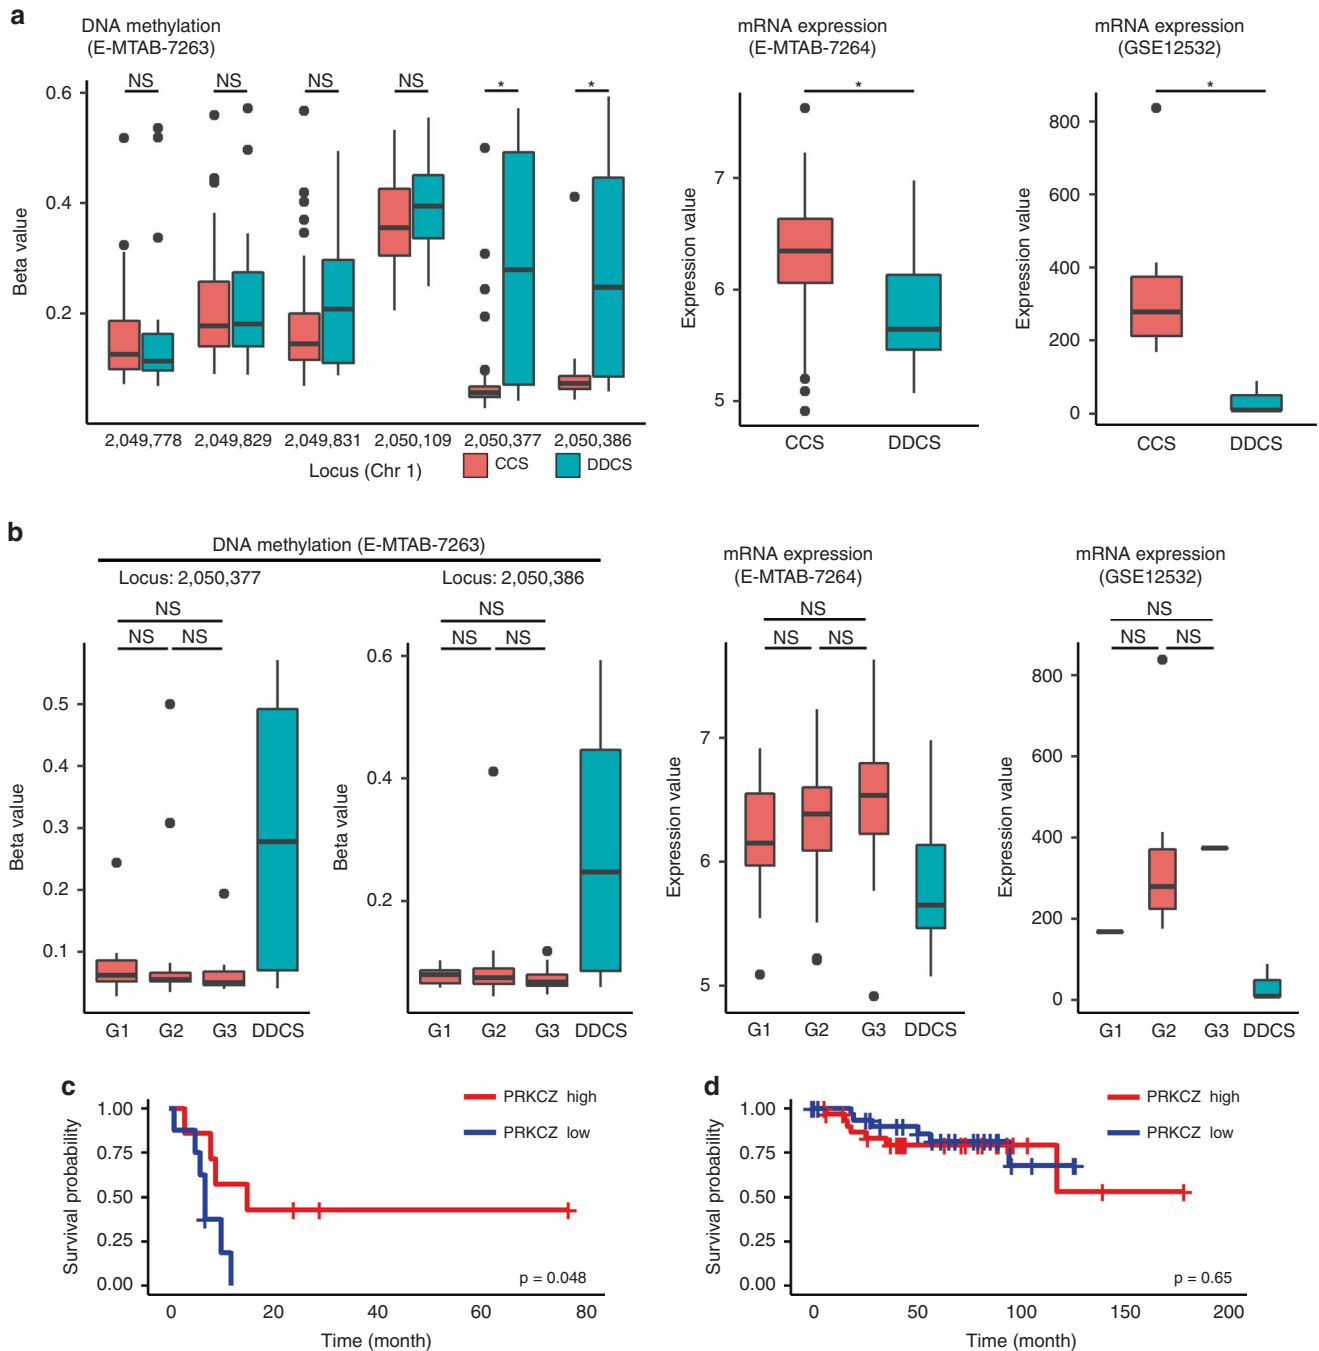 a
DNA methylation
(E-MTAB-7263)
mRNA expression
(E-MTAB-7264)
mRNA expression
(GSE12532)
NS NS NS NS * *
0.6
0.4
0.2
Beta value
2,049,778 2,049,829 2,049,831 2,050,109 2,050,377 2,050,386
Locus (Chr 1)
CCS DDCS
*
7
6
5
Expression value
CCS DDCS
*
800
600
400
200
0
Expression value
CCS DDCS
b
DNA methylation (E-MTAB-7263)
Locus: 2,050,377
NS
NS NS
0.5
0.4
0.3
0.2
0.1
Beta value
G1 G2 G3 DDCS
Locus: 2,050,386
NS
NS NS
0.6
0.4
0.2
Beta value
G1 G2 G3 DDCS
mRNA expression
(E-MTAB-7264)
NS
NS NS
7
6
5
Expression value
G1 G2 G3 DDCS
mRNA expression
(GSE12532)
NS
NS NS
800
600
400
200
0
Expression value
G1 G2 G3 DDCS
c
PRKCZ high
PRKCZ low
1.00
0.75
0.50
0.25
0.00
Survival probability
p = 0.048
0 20 40 60 80
Time (month)
d
PRKCZ high
PRKCZ low
1.00
0.75
0.50
0.25
0.00
Survival probability
p = 0.65
0 50 100 150 200
Time (month)